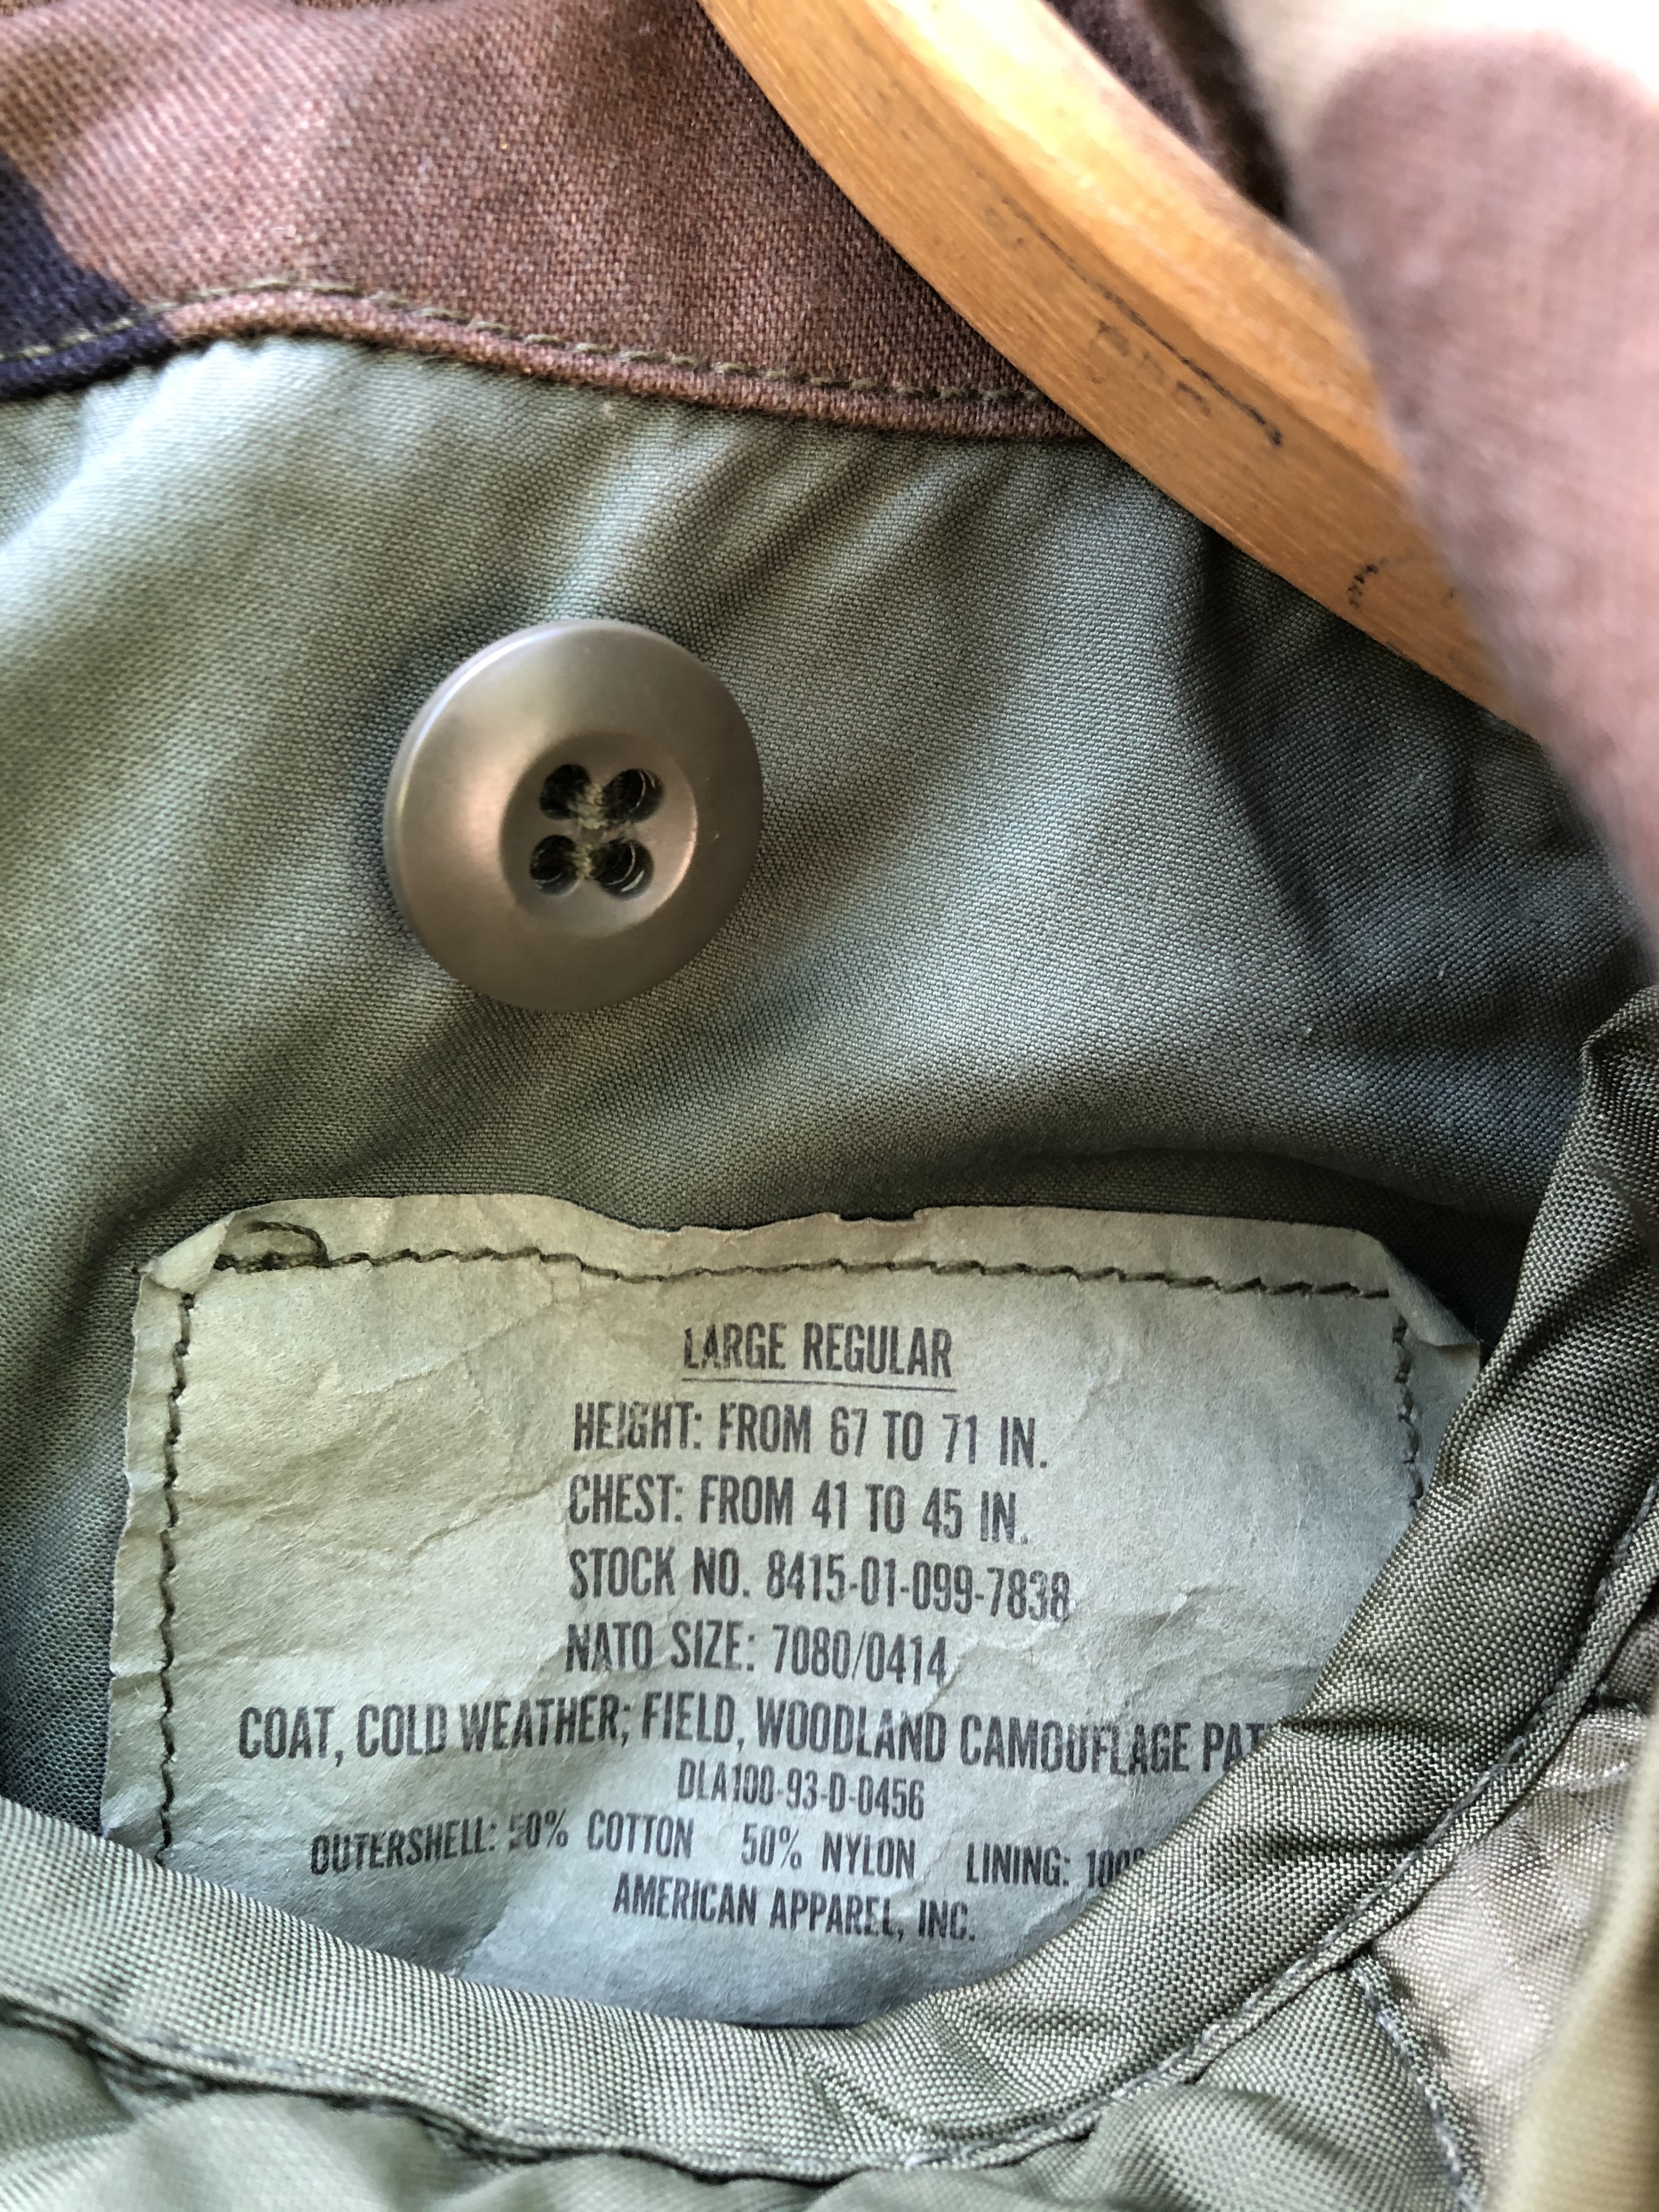 LARGE REGULAR
HEIGHT: FROM 67 TO 71 IN.
CHEST: FROM 41 TO 45 IN.
STOCK NO. 8415-01-099-7838
NATO SIZE: 7080/0414
COAT, COLD WEATHER; FIELD, WOODLAND CAMOUFLAGE PAT
DLA100-93-D-0456
OUTERSHELL: 50% COTTON 50% NYLON LINING: 100%
AMERICAN APPAREL, INC.